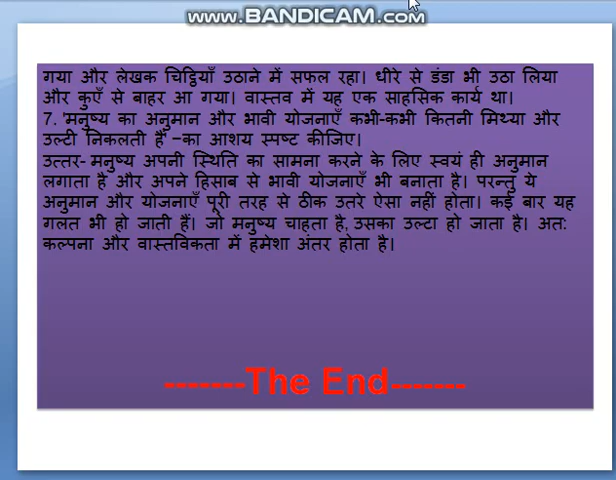 WWW.BANDICAM.COM
गया और लेखक चिट्ठियाँ उठाने में सफल रहा। धीरे से डंडा भी उठा लिया
और कुएँ से बाहर आ गया। वास्तव में यह एक साहसिक कार्य था।
7. 'मनुष्य का अनुमान और भावी योजनाएँ कभी-कभी कितनी मिथ्या और
उल्टी निकलती हैं' –का आशय स्पष्ट कीजिए।
उत्तर- मनुष्य अपनी स्थिति का सामना करने के लिए स्वयं ही अनुमान
लगाता है और अपने हिसाब से भावी योजनाएँ भी बनाता है। परन्तु ये
अनुमान और योजनाएँ पूरी तरह से ठीक उतरे ऐसा नहीं होता। कई बार यह
गलत भी हो जाती हैं। जो मनुष्य चाहता है, उसका उल्टा हो जाता है। अत:
कल्पना और वास्तविकता में हमेशा अंतर होता है।
-------The End-------